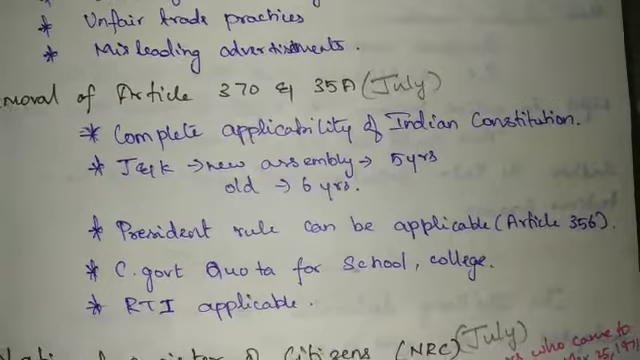 * Unfair trade practices
* Misleading advertisments.
moval of Article 370 & 35A (July)
* Complete applicability of Indian Constitution.
* J&K → new assembly → 5 yrs
old → 6 yrs.
* President rule can be applicable (Article 356).
* C. govt Quota for School, college.
* RTI applicable.
Citizens (NRC) (July)
who came to